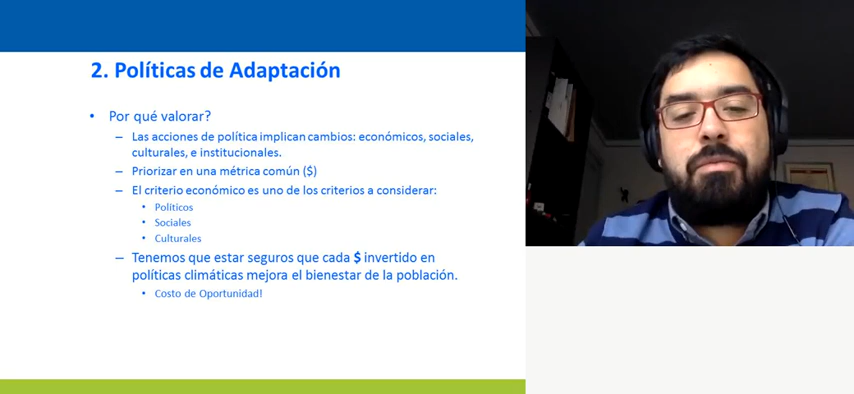 2. Políticas de Adaptación
• Por qué valorar?
– Las acciones de política implican cambios: económicos, sociales,
culturales, e institucionales.
– Priorizar en una métrica común ($)
– El criterio económico es uno de los criterios a considerar:
• Políticos
• Sociales
• Culturales
– Tenemos que estar seguros que cada $ invertido en
políticas climáticas mejora el bienestar de la población.
• Costo de Oportunidad!